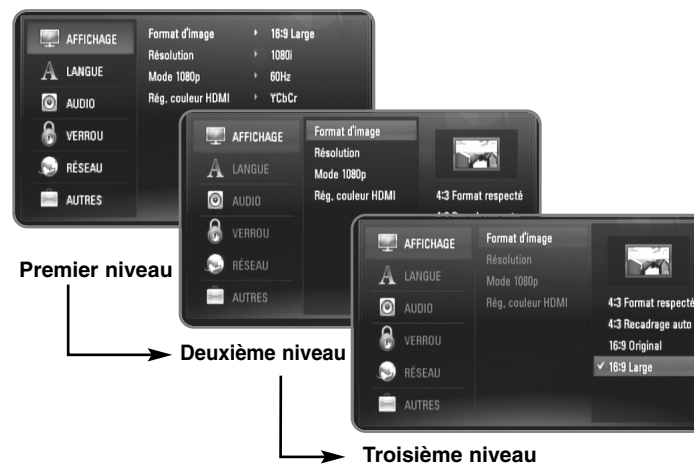 AFFICHAGE
LANGUE
AUDIO
VERROU
RÉSEAU
AUTRES
Format d'image 16:9 Large
Résolution 1080i
Mode 1080p 60Hz
Rég. couleur HDMI YCbCr
Premier niveau
AFFICHAGE
LANGUE
AUDIO
VERROU
RÉSEAU
AUTRES
Format d'image
Résolution
Mode 1080p
Rég. couleur HDMI
4:3 Format respecté
Deuxième niveau
AFFICHAGE
LANGUE
AUDIO
VERROU
RÉSEAU
AUTRES
Format d'image
Résolution
Mode 1080p
Rég. couleur HDMI
4:3 Format respecté
4:3 Recadrage auto
16:9 Original
✓ 16:9 Large
Troisième niveau